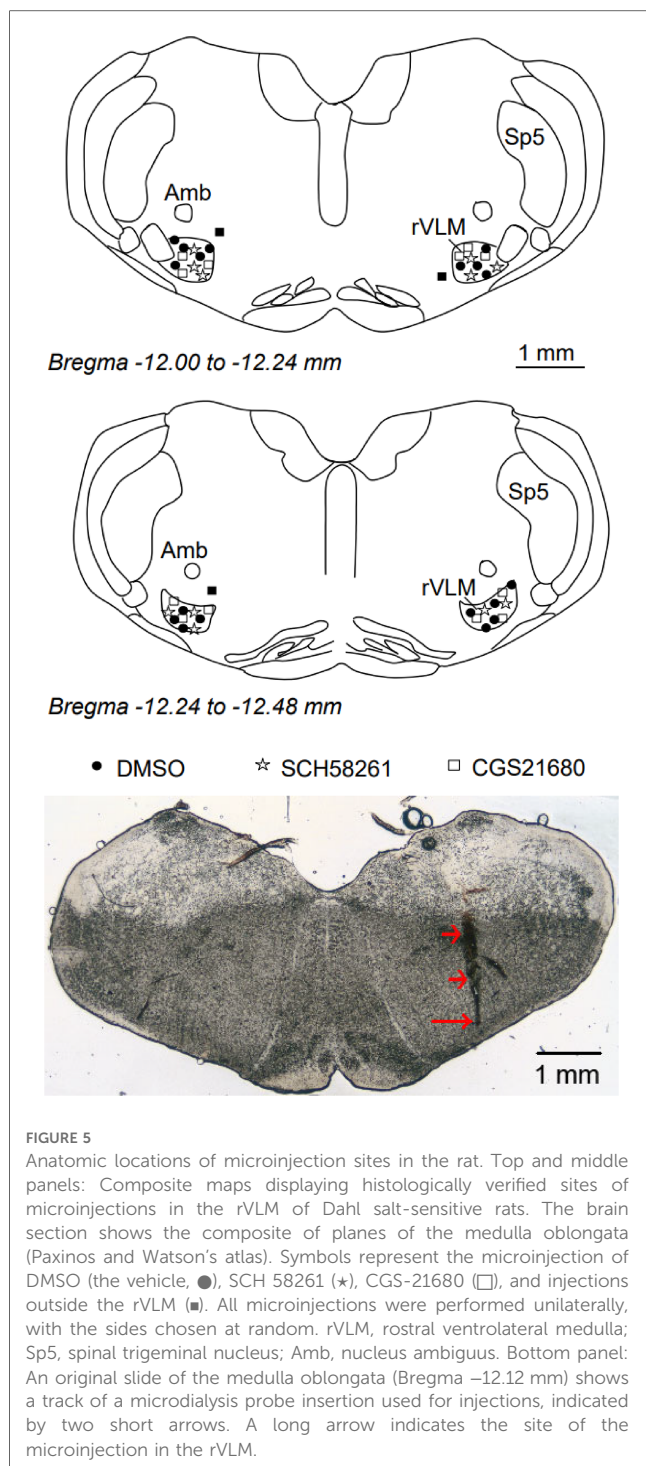 Sp5
Amb
rVLM
Bregma -12.00 to -12.24 mm
1 mm
Sp5
Amb
rVLM
Bregma -12.24 to -12.48 mm
● DMSO ☆ SCH58261 □ CGS21680
1 mm
FIGURE 5
Anatomic locations of microinjection sites in the rat. Top and middle
panels: Composite maps displaying histologically verified sites of
microinjections in the rVLM of Dahl salt-sensitive rats. The brain
section shows the composite of planes of the medulla oblongata
(Paxinos and Watson's atlas). Symbols represent the microinjection of
DMSO (the vehicle, ●), SCH 58261 (★), CGS-21680 (□), and injections
outside the rVLM (■). All microinjections were performed unilaterally,
with the sides chosen at random. rVLM, rostral ventrolateral medulla;
Sp5, spinal trigeminal nucleus; Amb, nucleus ambiguus. Bottom panel:
An original slide of the medulla oblongata (Bregma −12.12 mm) shows
a track of a microdialysis probe insertion used for injections, indicated
by two short arrows. A long arrow indicates the site of the
microinjection in the rVLM.